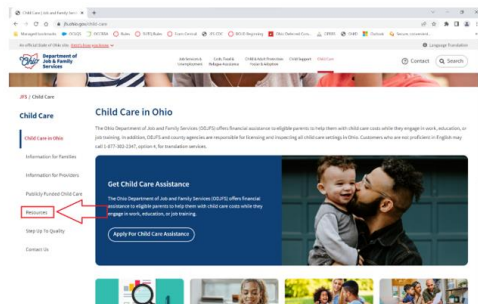 Child Care | Job and Family Serv
jfs.ohio.gov/child-care
Managed bookmarks
Outlook
An official State of Ohio site.
Language Translation
Ohio
Department of
Job & Family
Services
Job Services &
Unemployment
Cash, Food &
Refugee Assistance
Child & Adult Protection
Foster & Adoption
Child Support
Child Care
Contact
Search
JFS / Child Care
Child Care
Child Care in Ohio
Information for Families
Information for Providers
Publicly Funded Child Care
Resources
Step Up To Quality
Contact Us
Child Care in Ohio
The Ohio Department of Job and Family Services (ODJFS) offers financial assistance to eligible parents to help them with child care costs while they engage in work, education, or
job training. In addition, ODJFS and county agencies are responsible for licensing and inspecting all child care settings in Ohio. Customers who are not proficient in English may
call 1-877-302-2347, option 4, for translation services.
Get Child Care Assistance
The Ohio Department of Job and Family Services (ODJFS) offers financial
assistance to eligible parents to help them with child care costs while they
engage in work, education, or job training.
Apply For Child Care Assistance